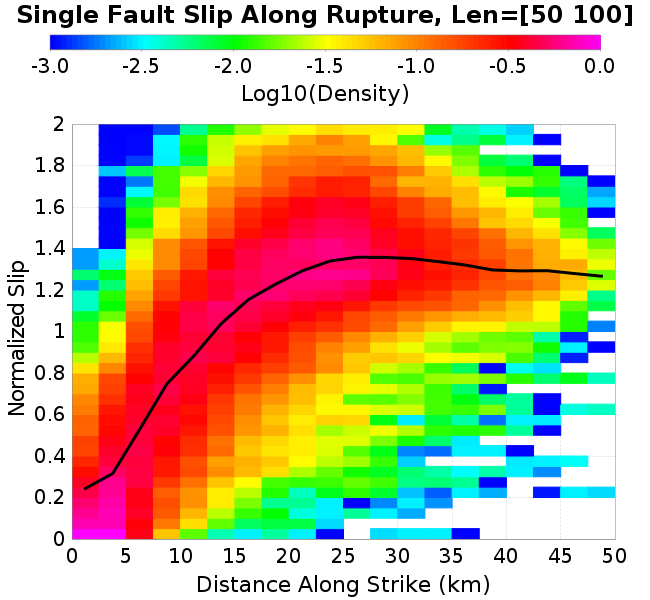 Single Fault Slip Along Rupture, Len=[50 100]
-3.0 -2.5 -2.0 -1.5 -1.0 -0.5 0.0
Log10(Density)
Normalized Slip
2
1.8
1.6
1.4
1.2
1
0.8
0.6
0.4
0.2
0
0 5 10 15 20 25 30 35 40 45 50
Distance Along Strike (km)